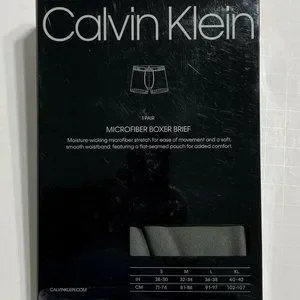 Calvin Klein
1 PAIR
MICROFIBER BOXER BRIEF
Moisture-wicking microfiber stretch for ease of movement and a soft,
smooth waistband; featuring a flat-seamed pouch for added comfort.
S M L XL
IN 28-30 32-34 36-38 40-42
CM 71-76 81-86 91-97 102-107
CALVINKLEIN.COM